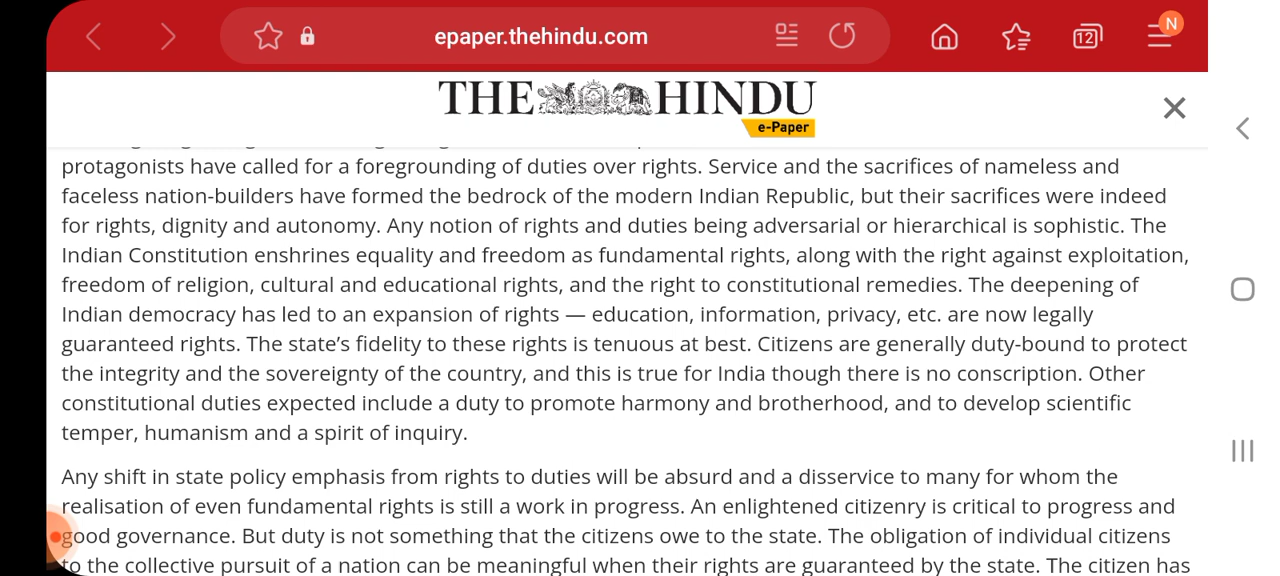 epaper.thehindu.com
12
N
THE HINDU
e-Paper
protagonists have called for a foregrounding of duties over rights. Service and the sacrifices of nameless and
faceless nation-builders have formed the bedrock of the modern Indian Republic, but their sacrifices were indeed
for rights, dignity and autonomy. Any notion of rights and duties being adversarial or hierarchical is sophistic. The
Indian Constitution enshrines equality and freedom as fundamental rights, along with the right against exploitation,
freedom of religion, cultural and educational rights, and the right to constitutional remedies. The deepening of
Indian democracy has led to an expansion of rights — education, information, privacy, etc. are now legally
guaranteed rights. The state’s fidelity to these rights is tenuous at best. Citizens are generally duty-bound to protect
the integrity and the sovereignty of the country, and this is true for India though there is no conscription. Other
constitutional duties expected include a duty to promote harmony and brotherhood, and to develop scientific
temper, humanism and a spirit of inquiry.
Any shift in state policy emphasis from rights to duties will be absurd and a disservice to many for whom the
realisation of even fundamental rights is still a work in progress. An enlightened citizenry is critical to progress and
good governance. But duty is not something that the citizens owe to the state. The obligation of individual citizens
to the collective pursuit of a nation can be meaningful when their rights are guaranteed by the state. The citizen has